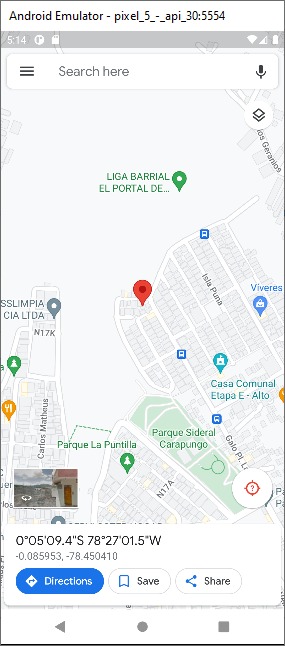 Android Emulator - pixel_5_-_api_30:5554
5:14
Search here
los Geranios
LIGA BARRIAL
EL PORTAL DE...
Isla Puna
Víveres
SSLIMPIA
CIA LTDA
N17K
Casa Comunal
Etapa E - Alto
Carlos Matheus
Parque La Puntilla
Parque Sideral
Carapungo
Galo Pl. L
N17A
0°05'09.4"S 78°27'01.5"W
-0.085953, -78.450410
Directions
Save
Share